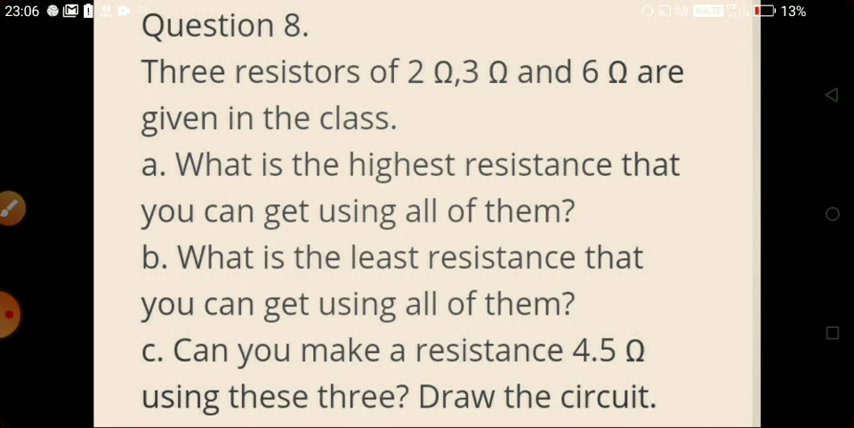 23:06
VoLTE
13%
Question 8.
Three resistors of 2 Ω,3 Ω and 6 Ω are
given in the class.
a. What is the highest resistance that
you can get using all of them?
b. What is the least resistance that
you can get using all of them?
c. Can you make a resistance 4.5 Ω
using these three? Draw the circuit.